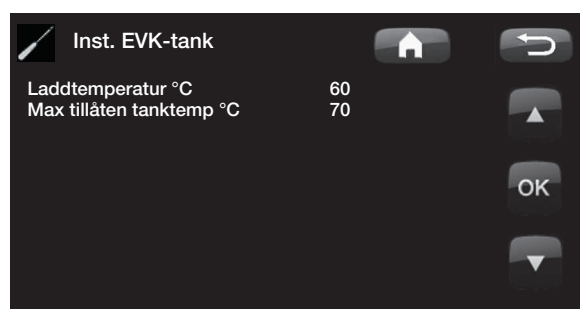 Inst. EVK-tank
Laddtemperatur °C 60
Max tillåten tanktemp °C 70
OK